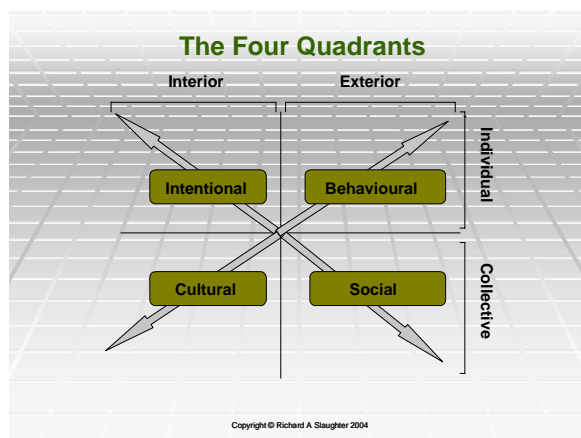 The Four Quadrants
Interior Exterior
Individual
Intentional Behavioural
Cultural Social
Collective
Copyright © Richard A Slaughter 2004